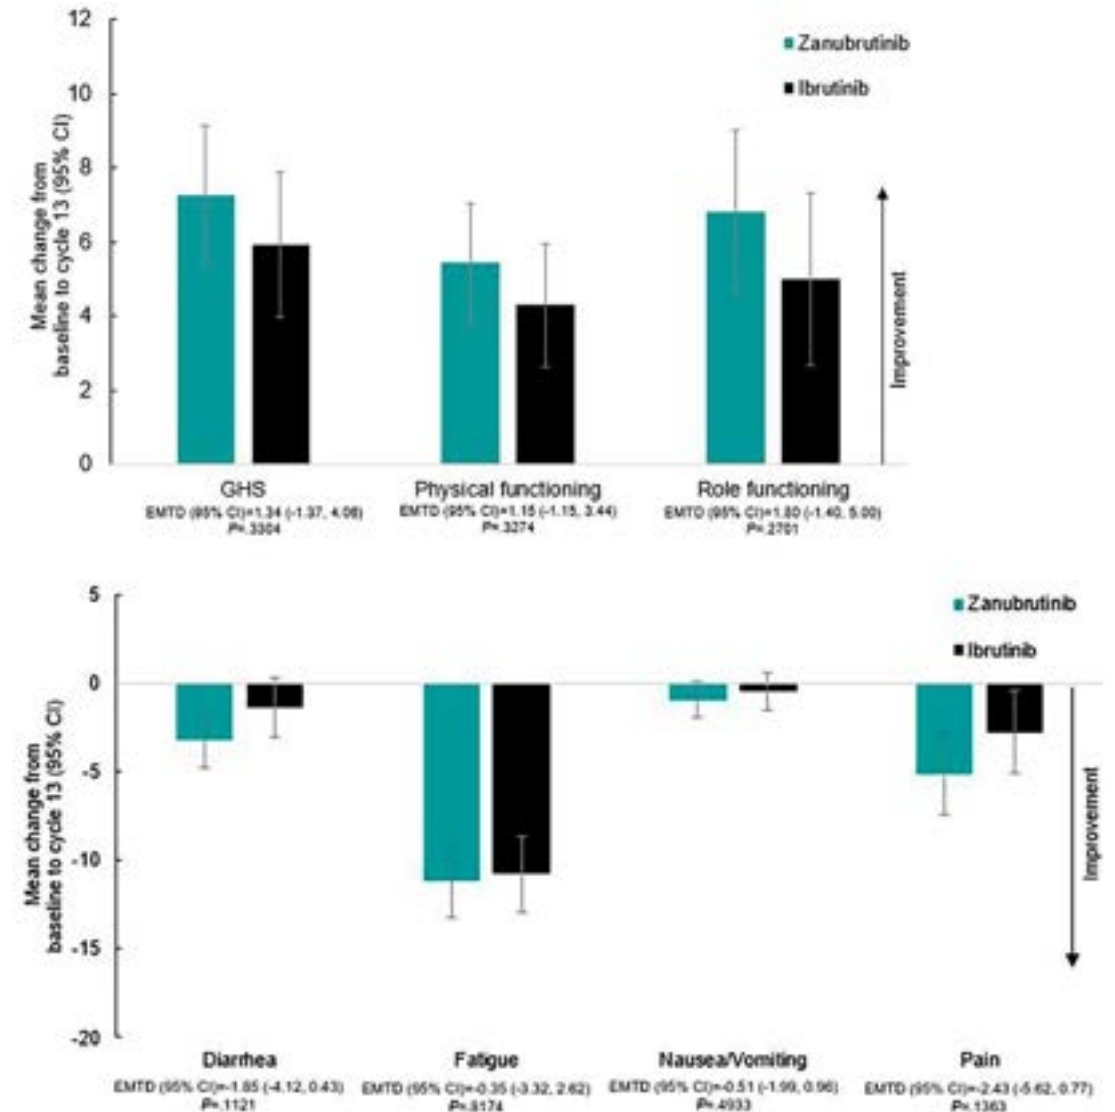 12
10
8
6
4
2
0
Mean change from
baseline to cycle 13 (95% CI)
Zanubrutinib
Ibrutinib
Improvement
GHS
EMTD (95% CI)=1.34 (-1.37, 4.06)
P=.3304
Physical functioning
EMTD (95% CI)=1.15 (-1.15, 3.44)
P=.3274
Role functioning
EMTD (95% CI)=1.80 (-1.40, 5.00)
P=.2701
5
0
-5
-10
-15
-20
Mean change from
baseline to cycle 13 (95% CI)
Zanubrutinib
Ibrutinib
Improvement
Diarrhea
EMTD (95% CI)=-1.85 (-4.12, 0.43)
P=.1121
Fatigue
EMTD (95% CI)=-0.35 (-3.32, 2.62)
P=.8174
Nausea/Vomiting
EMTD (95% CI)=-0.51 (-1.99, 0.96)
P=.4933
Pain
EMTD (95% CI)=-2.43 (-5.62, 0.77)
P=.1363